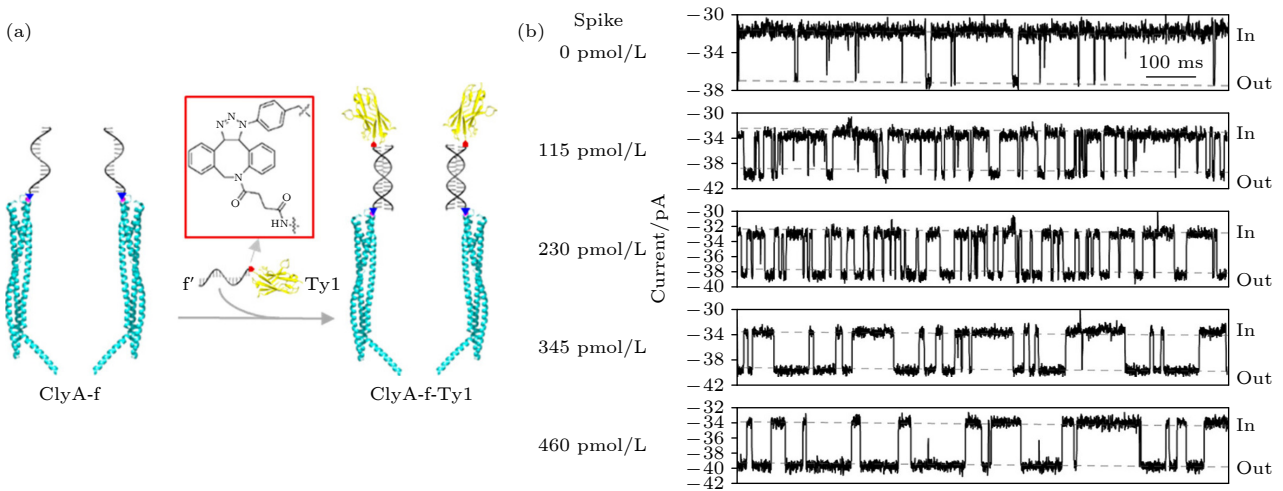 (a)
N
N
N
N
O
O
HN
f′
Ty1
ClyA-f
ClyA-f-Ty1
(b)
Spike
0 pmol/L
115 pmol/L
230 pmol/L
345 pmol/L
460 pmol/L
Current/pA
−30
−34
−38
In
Out
100 ms
−30
−34
−38
−42
In
Out
−30
−32
−34
−36
−38
−40
In
Out
−30
−34
−38
−42
In
Out
−32
−34
−36
−38
−40
−42
In
Out